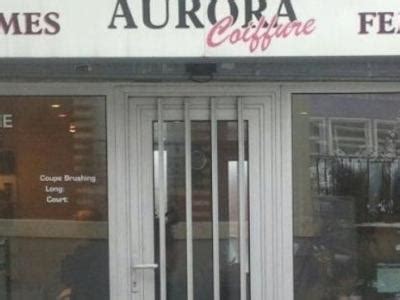 MES AURORA FE
Coiffure
E
Coupe Brushing
Long:
Court: